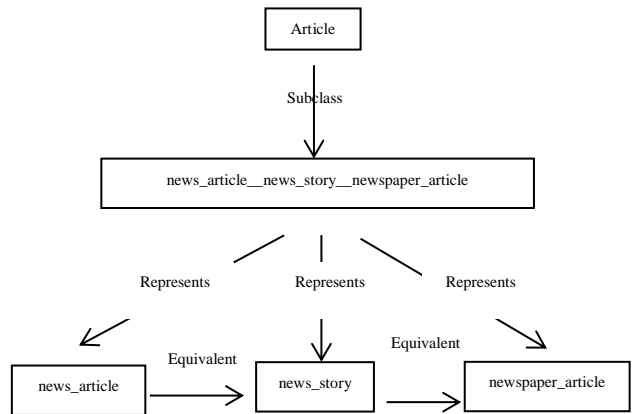 Article
Subclass
news_article__news_story__newspaper_article
Represents Represents Represents
Equivalent Equivalent
news_article news_story newspaper_article